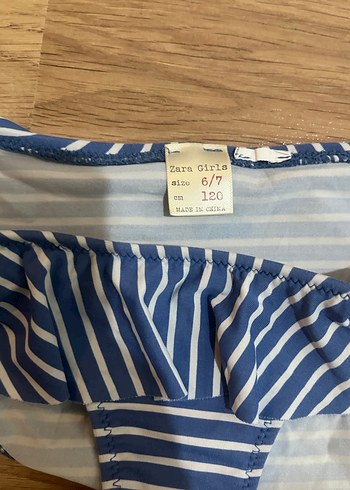 Zara Girls
size 6/7
cm 120
MADE IN CHINA